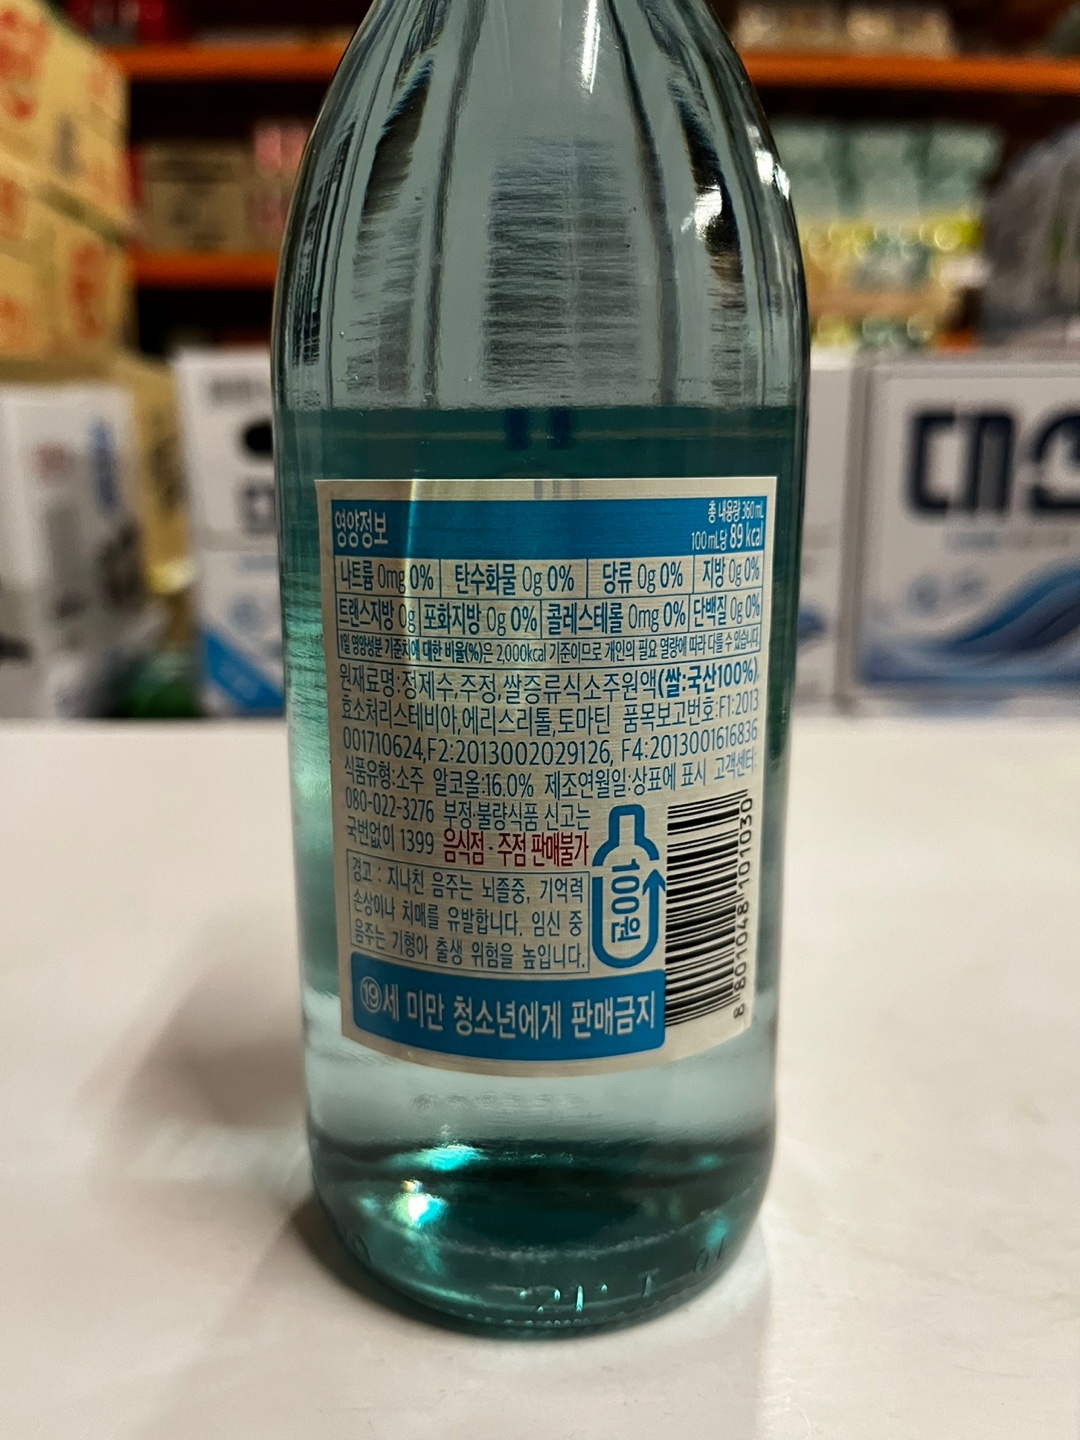 영양정보
총 내용량 360 mL
100 mL당 89 kcal
나트륨 0mg 0% 탄수화물 0g 0% 당류 0g 0% 지방 0g 0%
트랜스지방 0g 포화지방 0g 0% 콜레스테롤 0mg 0% 단백질 0g 0%
1일 영양성분 기준치에 대한 비율(%)은 2,000kcal 기준이므로 개인의 필요 열량에 따라 다를 수 있습니다.
원재료명:정제수,주정,쌀증류식소주원액(쌀:국산100%),
효소처리스테비아,에리스리톨,토마틴 품목보고번호:F1:2013
001710624,F2:2013002029126, F4:2013001616836
식품유형:소주 알코올:16.0% 제조연월일:상표에 표시 고객센터:
080-022-3276 부정·불량식품 신고는
국번없이 1399 음식점·주점 판매불가
경고 : 지나친 음주는 뇌졸중, 기억력
손상이나 치매를 유발합니다. 임신 중
음주는 기형아 출생 위험을 높입니다.
100원
19세 미만 청소년에게 판매금지
8 801048 101030
대